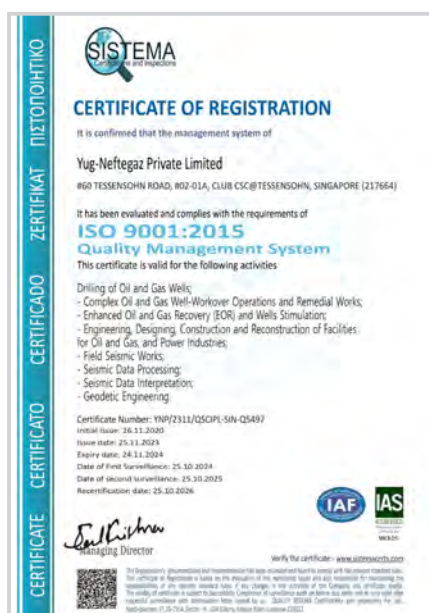 SISTEMA
Certifications and Inspections
CERTIFICATE OF REGISTRATION
It is confirmed that the management system of
Yug-Neftegaz Private Limited
#60 TESSENSOHN ROAD, #02-01A, CLUB CSC@TESSENSOHN, SINGAPORE (217664)
It has been evaluated and complies with the requirements of
ISO 9001:2015
Quality Management System
This certificate is valid for the following activities
Drilling of Oil and Gas Wells;
- Complex Oil and Gas Well-Workover Operations and Remedial Works;
- Enhanced Oil and Gas Recovery (EOR) and Wells Stimulation;
- Engineering, Designing, Construction and Reconstruction of Facilities
for Oil and Gas, and Power Industries;
- Field Seismic Works;
- Seismic Data Processing;
- Seismic Data Interpretation;
- Geodetic Engineering.
Certificate Number: YNP/2311/QSCIPL-SIN-QS497
Initial issue: 26.11.2020
Issue date: 25.11.2023
Expiry date: 24.11.2024
Date of First Surveillance: 25.10.2024
Date of second surveillance: 25.10.2025
Recertification date: 25.10.2026
IAF
IAS
Managing Director
Verify the certificate:- www.sistemacerts.com
CERTIFICATE CERTIFICATO CERTIFICADO ZERTIFIKAT ΠΙΣΤΟΠΟΙΗΤΙΚΟ